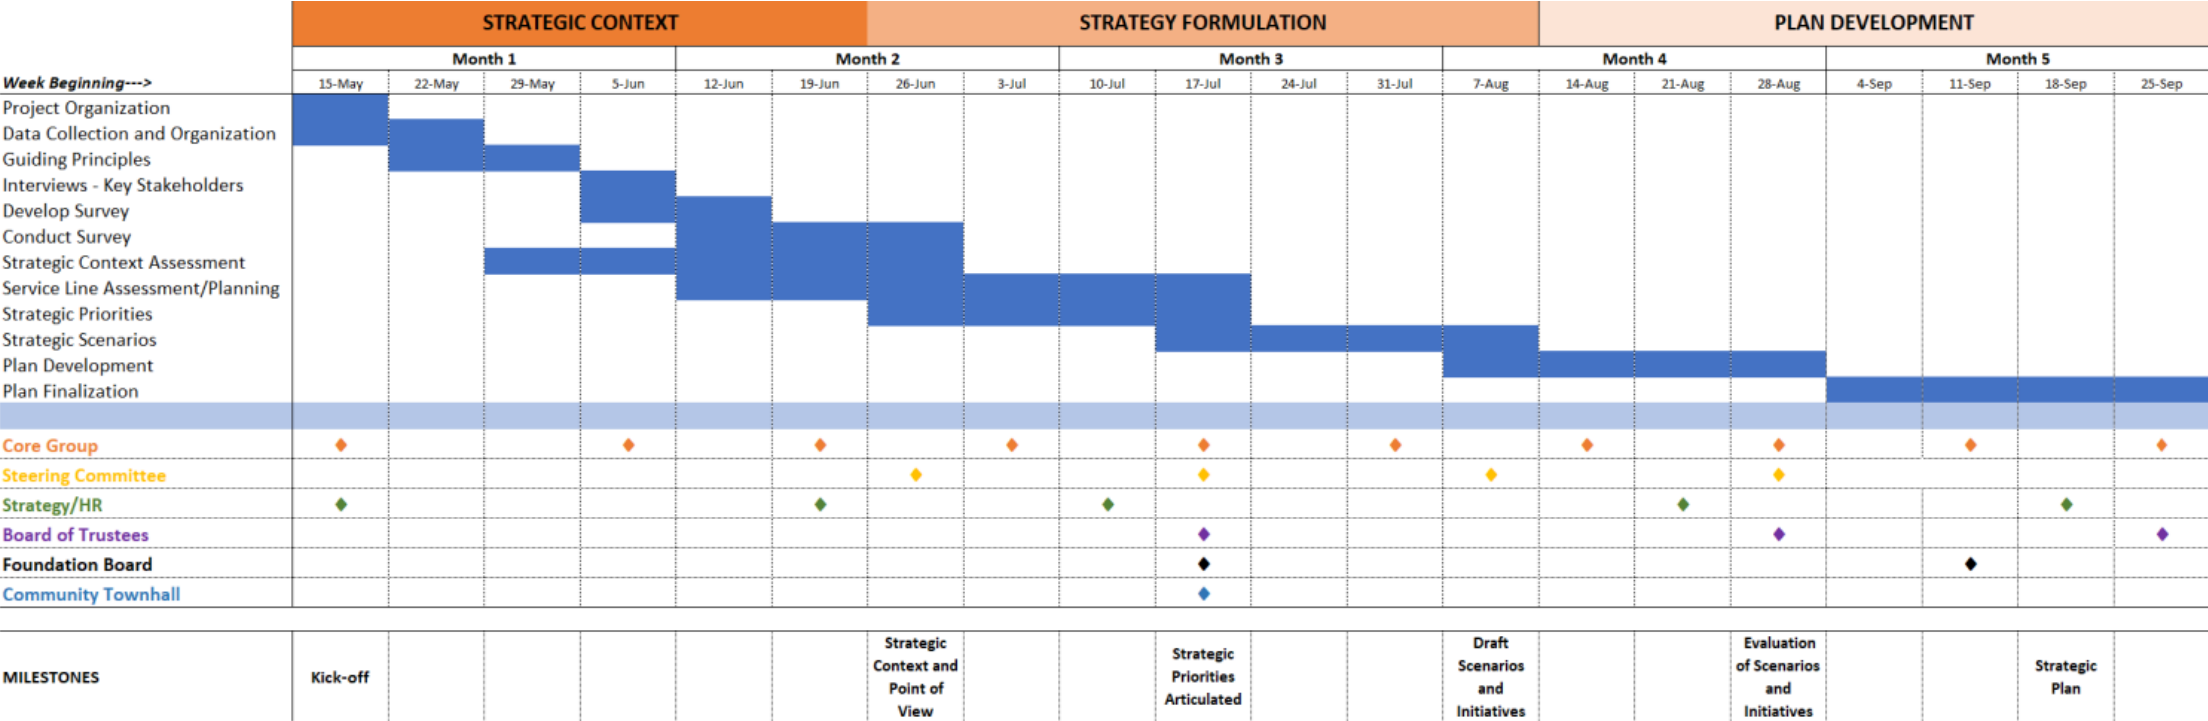 STRATEGIC CONTEXT STRATEGY FORMULATION PLAN DEVELOPMENT
Month 1 Month 2 Month 3 Month 4 Month 5
Week Beginning---> 15-May 22-May 29-May 5-Jun 12-Jun 19-Jun 26-Jun 3-Jul 10-Jul 17-Jul 24-Jul 31-Jul 7-Aug 14-Aug 21-Aug 28-Aug 4-Sep 11-Sep 18-Sep 25-Sep
Project Organization
Data Collection and Organization
Guiding Principles
Interviews - Key Stakeholders
Develop Survey
Conduct Survey
Strategic Context Assessment
Service Line Assessment/Planning
Strategic Priorities
Strategic Scenarios
Plan Development
Plan Finalization
Core Group
Steering Committee
Strategy/HR
Board of Trustees
Foundation Board
Community Townhall
MILESTONES
Kick-off
Strategic
Context and
Point of
View
Strategic
Priorities
Articulated
Draft
Scenarios
and
Initiatives
Evaluation
of Scenarios
and
Initiatives
Strategic
Plan